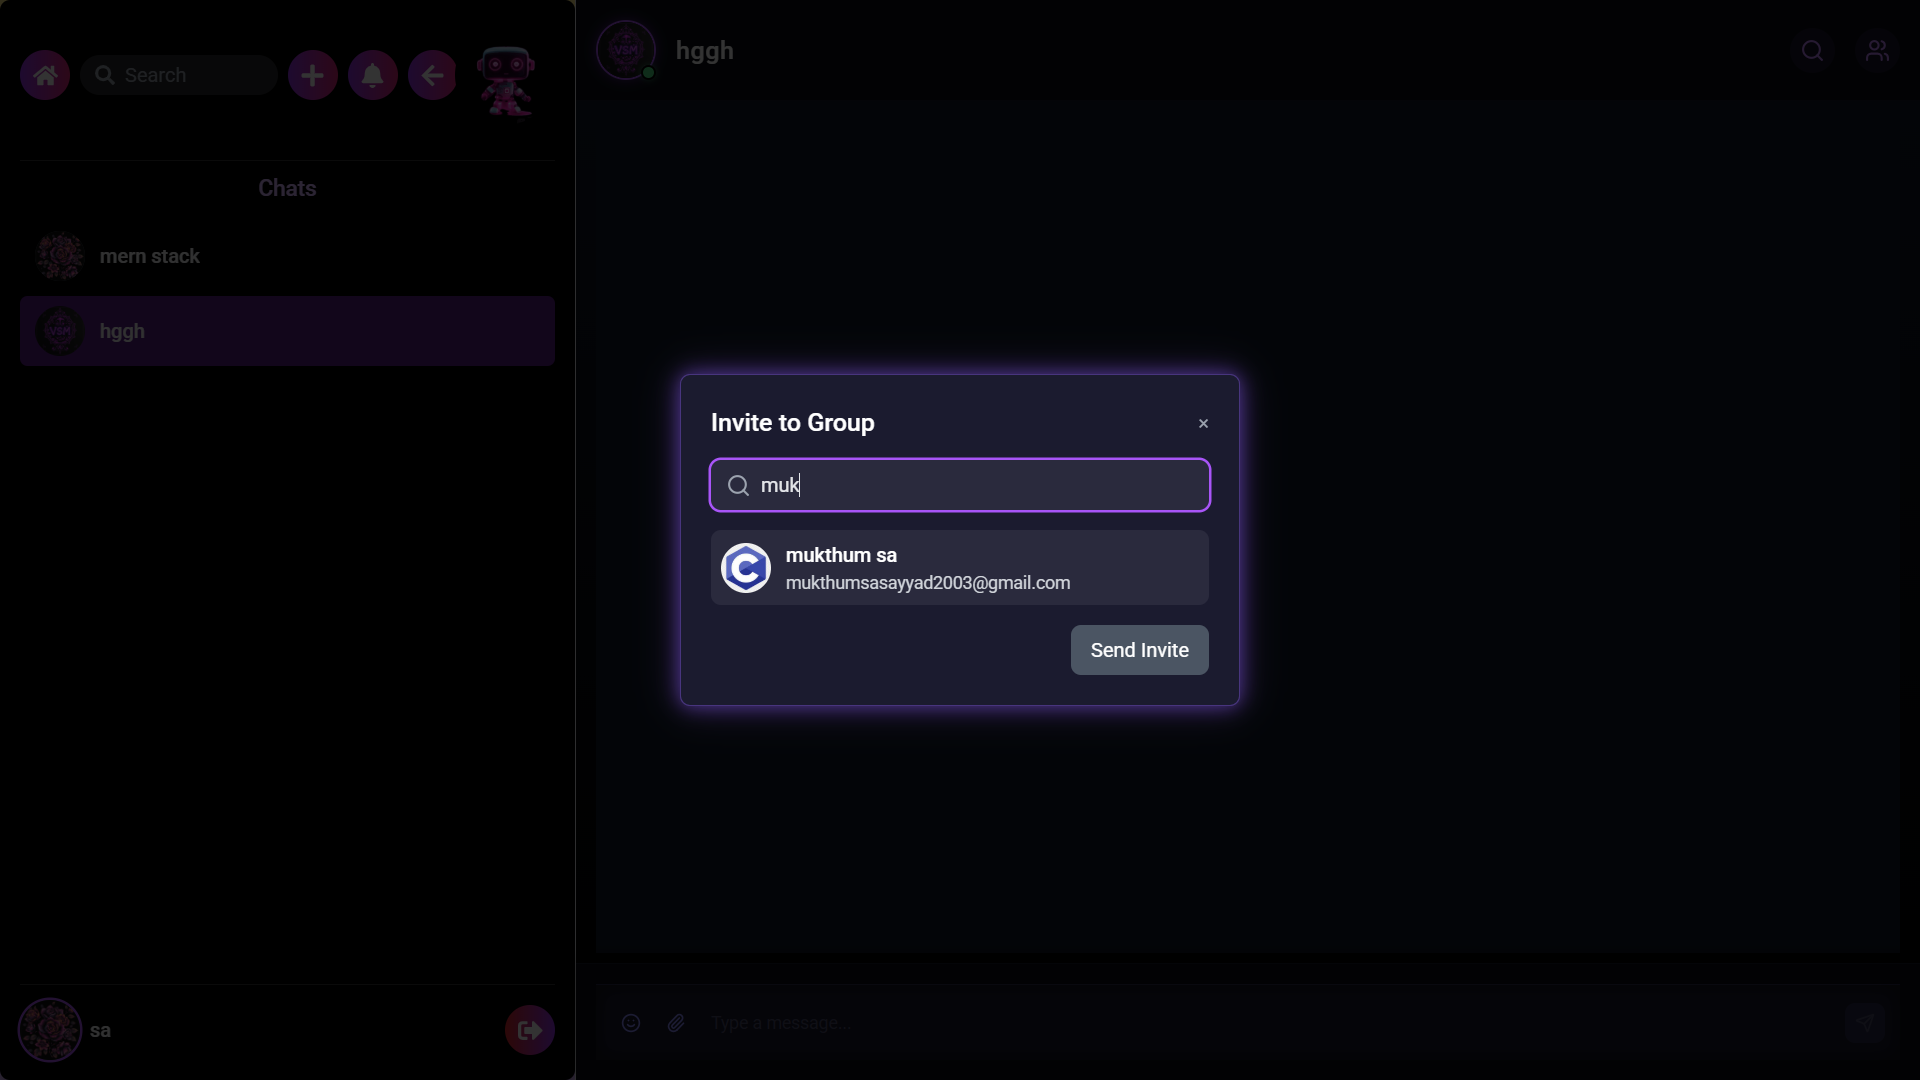 Search
Chats
mern stack
hggh
sa
VSM
hggh
Invite to Group
×
muk
mukthum sa
mukthumsasayyad2003@gmail.com
Send Invite
Type a message...